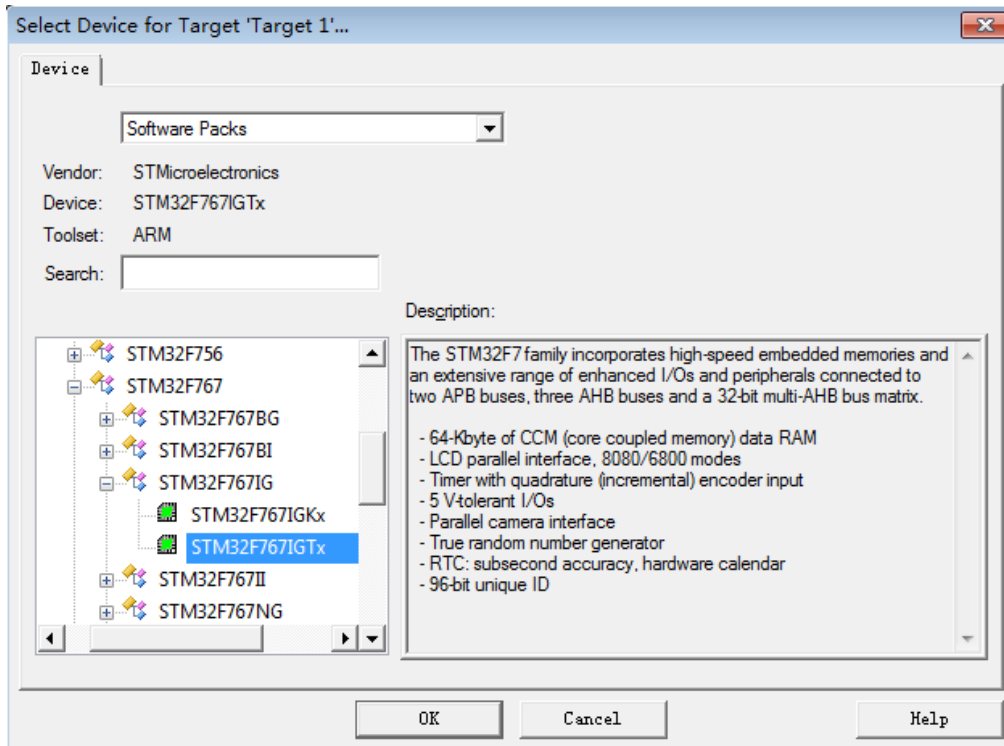 Select Device for Target 'Target 1'...
Device
Software Packs
Vendor: STMicroelectronics
Device: STM32F767IGTx
Toolset: ARM
Search:
Description:
STM32F756
STM32F767
STM32F767BG
STM32F767BI
STM32F767IG
STM32F767IGKx
STM32F767IGTx
STM32F767II
STM32F767NG
The STM32F7 family incorporates high-speed embedded memories and
an extensive range of enhanced I/Os and peripherals connected to
two APB buses, three AHB buses and a 32-bit multi-AHB bus matrix.
- 64-Kbyte of CCM (core coupled memory) data RAM
- LCD parallel interface, 8080/6800 modes
- Timer with quadrature (incremental) encoder input
- 5 V-tolerant I/Os
- Parallel camera interface
- True random number generator
- RTC: subsecond accuracy, hardware calendar
- 96-bit unique ID
OK Cancel Help